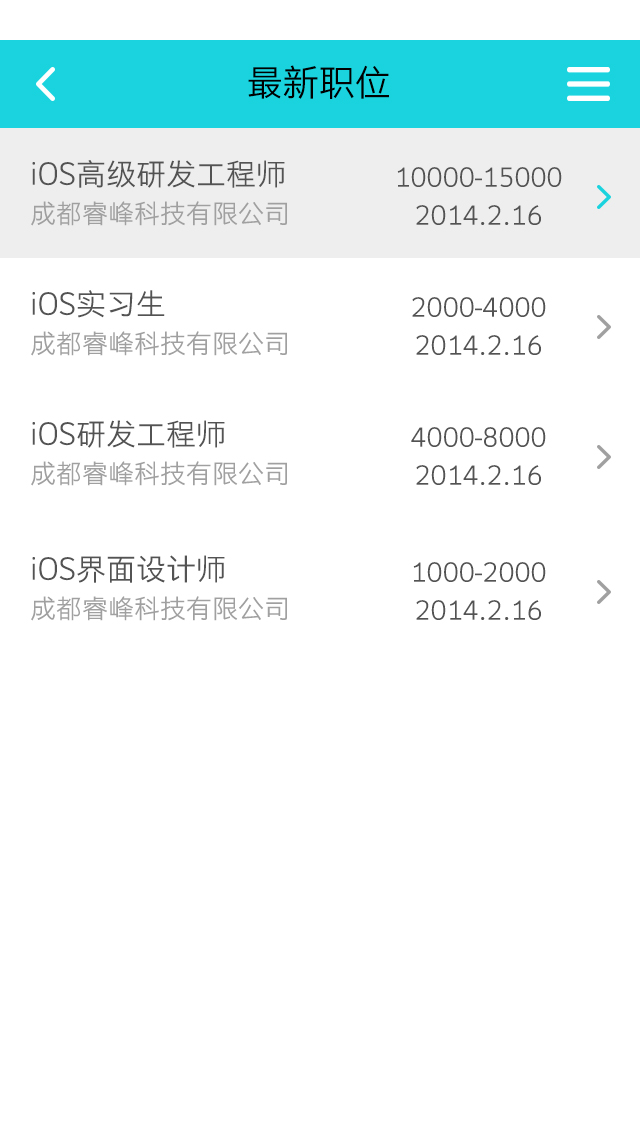 最新职位
iOS高级研发工程师
10000-15000
成都睿峰科技有限公司
2014.2.16
iOS实习生
2000-4000
成都睿峰科技有限公司
2014.2.16
iOS研发工程师
4000-8000
成都睿峰科技有限公司
2014.2.16
iOS界面设计师
1000-2000
成都睿峰科技有限公司
2014.2.16